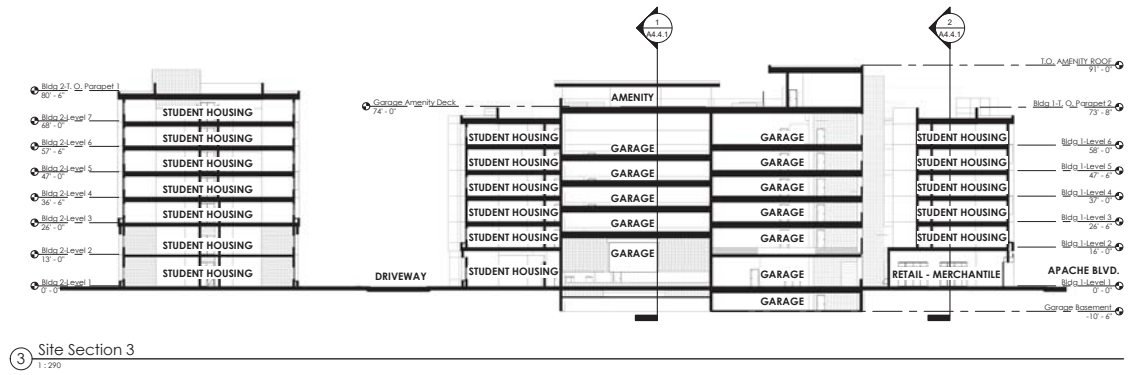 1
A4.4.1
2
A4.4.1
T.O. AMENITY ROOF
91' - 0"
Bldg 2-T. O. Parapet 1
80' - 6"
STUDENT HOUSING
AMENITY
Garage Amenity Deck
74' - 0"
Bldg 1-T. O. Parapet 2
73' - 8"
Bldg 2-Level 7
68' - 0"
STUDENT HOUSING
STUDENT HOUSING
GARAGE
GARAGE
STUDENT HOUSING
Bldg 1-Level 6
58' - 0"
Bldg 2-Level 6
57' - 6"
STUDENT HOUSING
STUDENT HOUSING
GARAGE
GARAGE
STUDENT HOUSING
Bldg 1-Level 5
47' - 6"
Bldg 2-Level 5
47' - 0"
STUDENT HOUSING
STUDENT HOUSING
GARAGE
GARAGE
STUDENT HOUSING
Bldg 1-Level 4
37' - 0"
Bldg 2-Level 4
36' - 6"
STUDENT HOUSING
STUDENT HOUSING
GARAGE
GARAGE
STUDENT HOUSING
Bldg 1-Level 3
26' - 6"
Bldg 2-Level 3
26' - 0"
STUDENT HOUSING
STUDENT HOUSING
GARAGE
GARAGE
STUDENT HOUSING
Bldg 1-Level 2
16' - 0"
Bldg 2-Level 2
13' - 0"
STUDENT HOUSING
DRIVEWAY
STUDENT HOUSING
GARAGE
RETAIL - MERCHANTILE
APACHE BLVD.
Bldg 2-Level 1
0' - 0"
Bldg 1-Level 1
0' - 0"
GARAGE
Garage Basement
-10' - 6"
3
Site Section 3
1 : 290